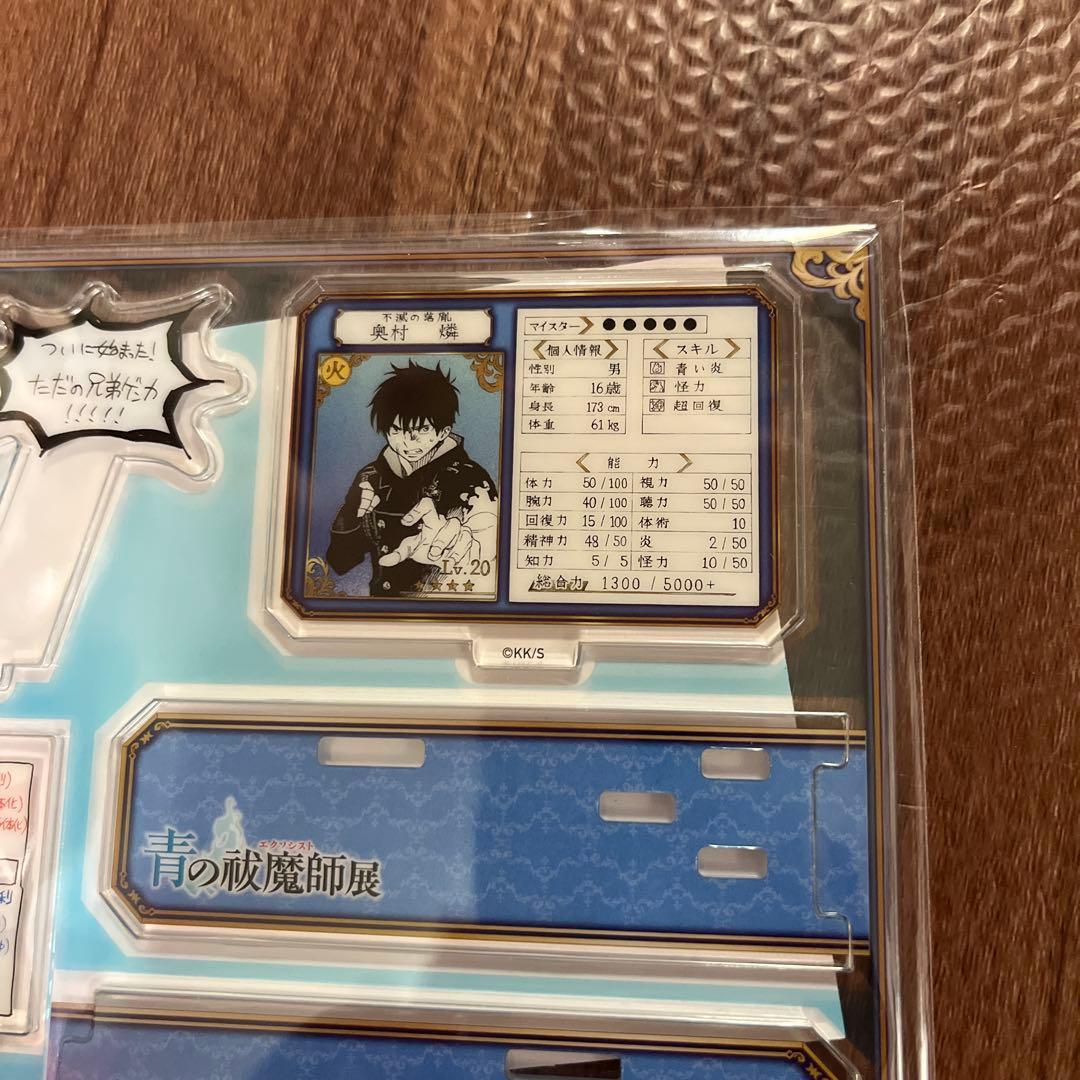 ついに始まった!
ただの兄弟ゲンカ
!!!!!
不滅の落胤
奥村 燐
火
Lv.20
★★★★
マイスター ●●●●●
個人情報
性別 男
年齢 16歳
身長 173cm
体重 61kg
スキル
青い炎
怪力
超回復
能力
体力 50/100 視力 50/50
腕力 40/100 聴力 50/50
回復力 15/100 体術 10
精神力 48/50 炎 2/50
知力 5/5 怪力 10/50
総合力 1300 / 5000+
©KK/S
エクソシスト
青の祓魔師展